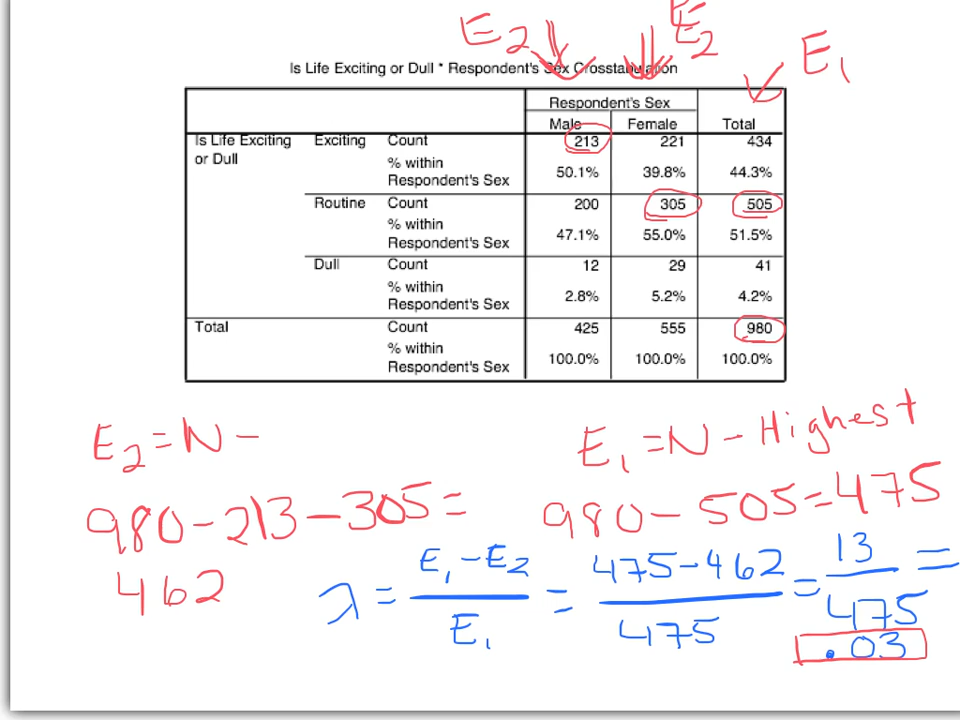 E2 E E2
E1
Is Life Exciting or Dull * Respondent's Sex Crosstabulation
Respondent's Sex
Male Female Total
Is Life Exciting or Dull Exciting Count 213 221 434
% within Respondent's Sex 50.1% 39.8% 44.3%
Routine Count 200 305 505
% within Respondent's Sex 47.1% 55.0% 51.5%
Dull Count 12 29 41
% within Respondent's Sex 2.8% 5.2% 4.2%
Total Count 425 555 980
% within Respondent's Sex 100.0% 100.0% 100.0%
E2 = N - 
980 - 213 - 305 =
462
E1 = N - Highest
980 - 505 = 475
λ = E1 - E2 / E1 = 475 - 462 / 475 = 13 / 475 =
.03